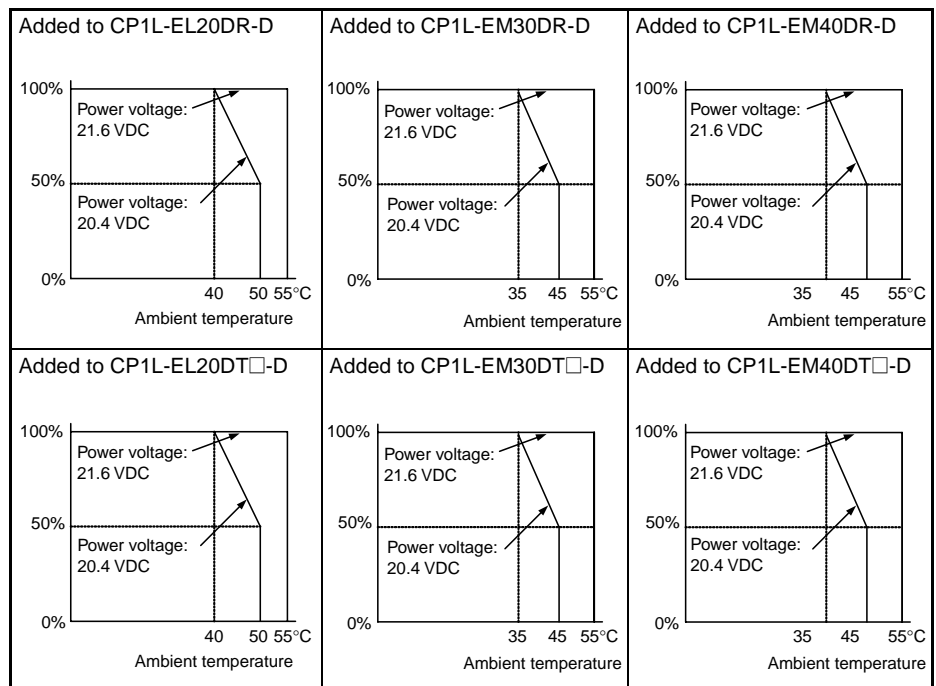 Added to CP1L-EL20DR-D
100%
Power voltage:
21.6 VDC
50%
Power voltage:
20.4 VDC
0%
40 50 55°C
Ambient temperature
Added to CP1L-EM30DR-D
100%
Power voltage:
21.6 VDC
50%
Power voltage:
20.4 VDC
0%
35 45 55°C
Ambient temperature
Added to CP1L-EM40DR-D
100%
Power voltage:
21.6 VDC
50%
Power voltage:
20.4 VDC
0%
35 45 55°C
Ambient temperature
Added to CP1L-EL20DT□-D
100%
Power voltage:
21.6 VDC
50%
Power voltage:
20.4 VDC
0%
40 50 55°C
Ambient temperature
Added to CP1L-EM30DT□-D
100%
Power voltage:
21.6 VDC
50%
Power voltage:
20.4 VDC
0%
35 45 55°C
Ambient temperature
Added to CP1L-EM40DT□-D
100%
Power voltage:
21.6 VDC
50%
Power voltage:
20.4 VDC
0%
35 45 55°C
Ambient temperature